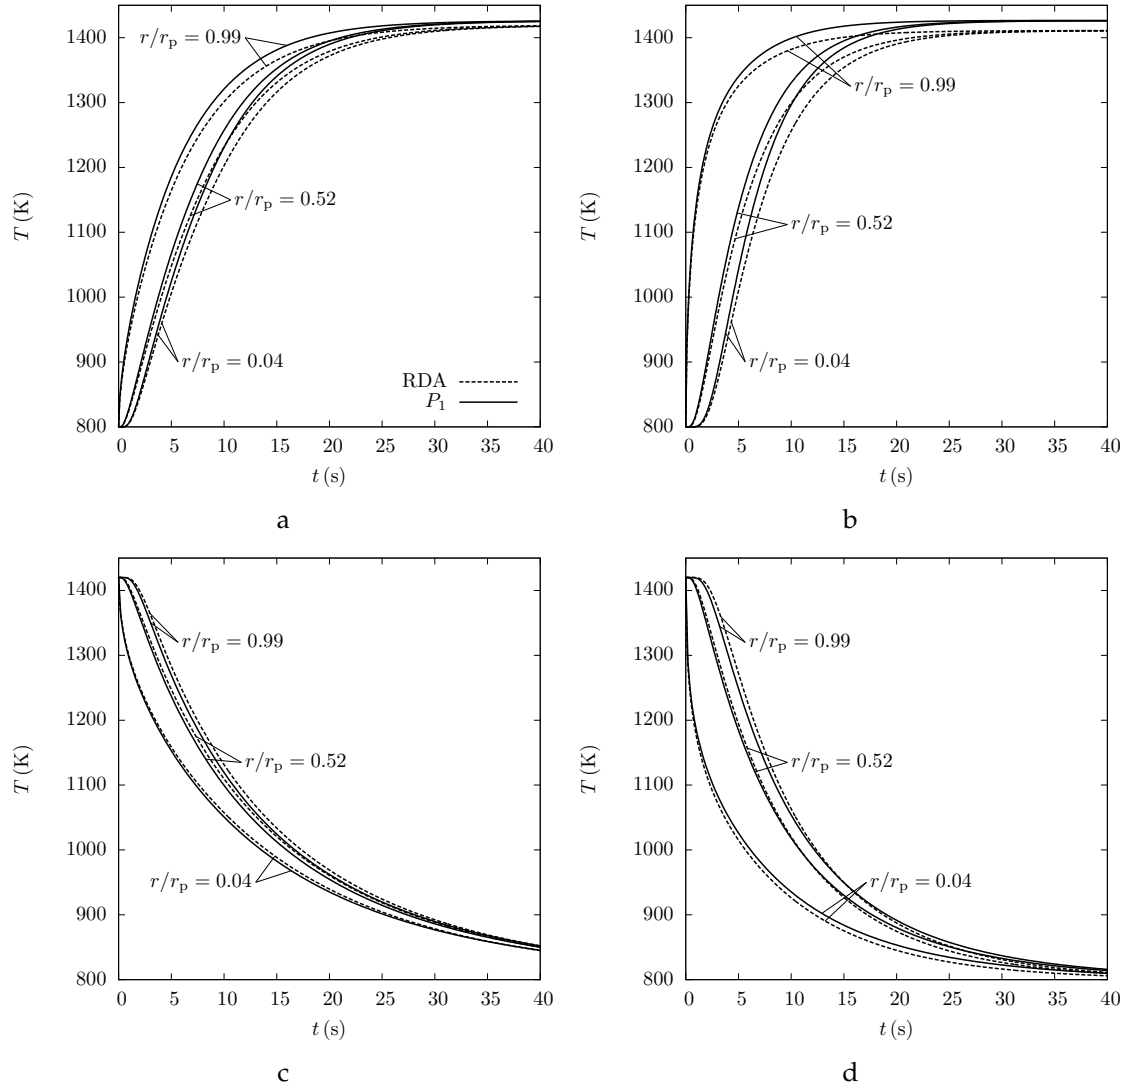 1400
1300
1200
1100
1000
900
800
T (K)
r/rp = 0.99
r/rp = 0.52
r/rp = 0.04
RDA
P1
0 5 10 15 20 25 30 35 40
t (s)
a
1400
1300
1200
1100
1000
900
800
T (K)
r/rp = 0.99
r/rp = 0.52
r/rp = 0.04
0 5 10 15 20 25 30 35 40
t (s)
b
1400
1300
1200
1100
1000
900
800
T (K)
r/rp = 0.99
r/rp = 0.52
r/rp = 0.04
0 5 10 15 20 25 30 35 40
t (s)
c
1400
1300
1200
1100
1000
900
800
T (K)
r/rp = 0.99
r/rp = 0.52
r/rp = 0.04
0 5 10 15 20 25 30 35 40
t (s)
d